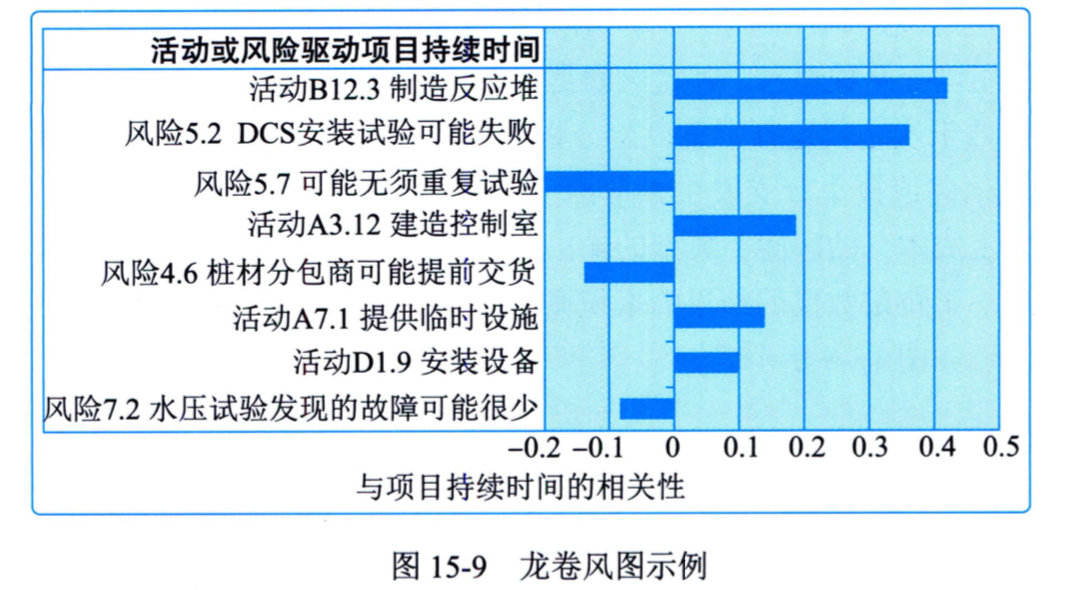 活动或风险驱动项目持续时间
活动B12.3 制造反应堆
风险5.2 DCS安装试验可能失败
风险5.7 可能无须重复试验
活动A3.12 建造控制室
风险4.6 桩材分包商可能提前交货
活动A7.1 提供临时设施
活动D1.9 安装设备
风险7.2 水压试验发现的故障可能很少
−0.2 −0.1 0 0.1 0.2 0.3 0.4 0.5
与项目持续时间的相关性
图 15-9 龙卷风图示例